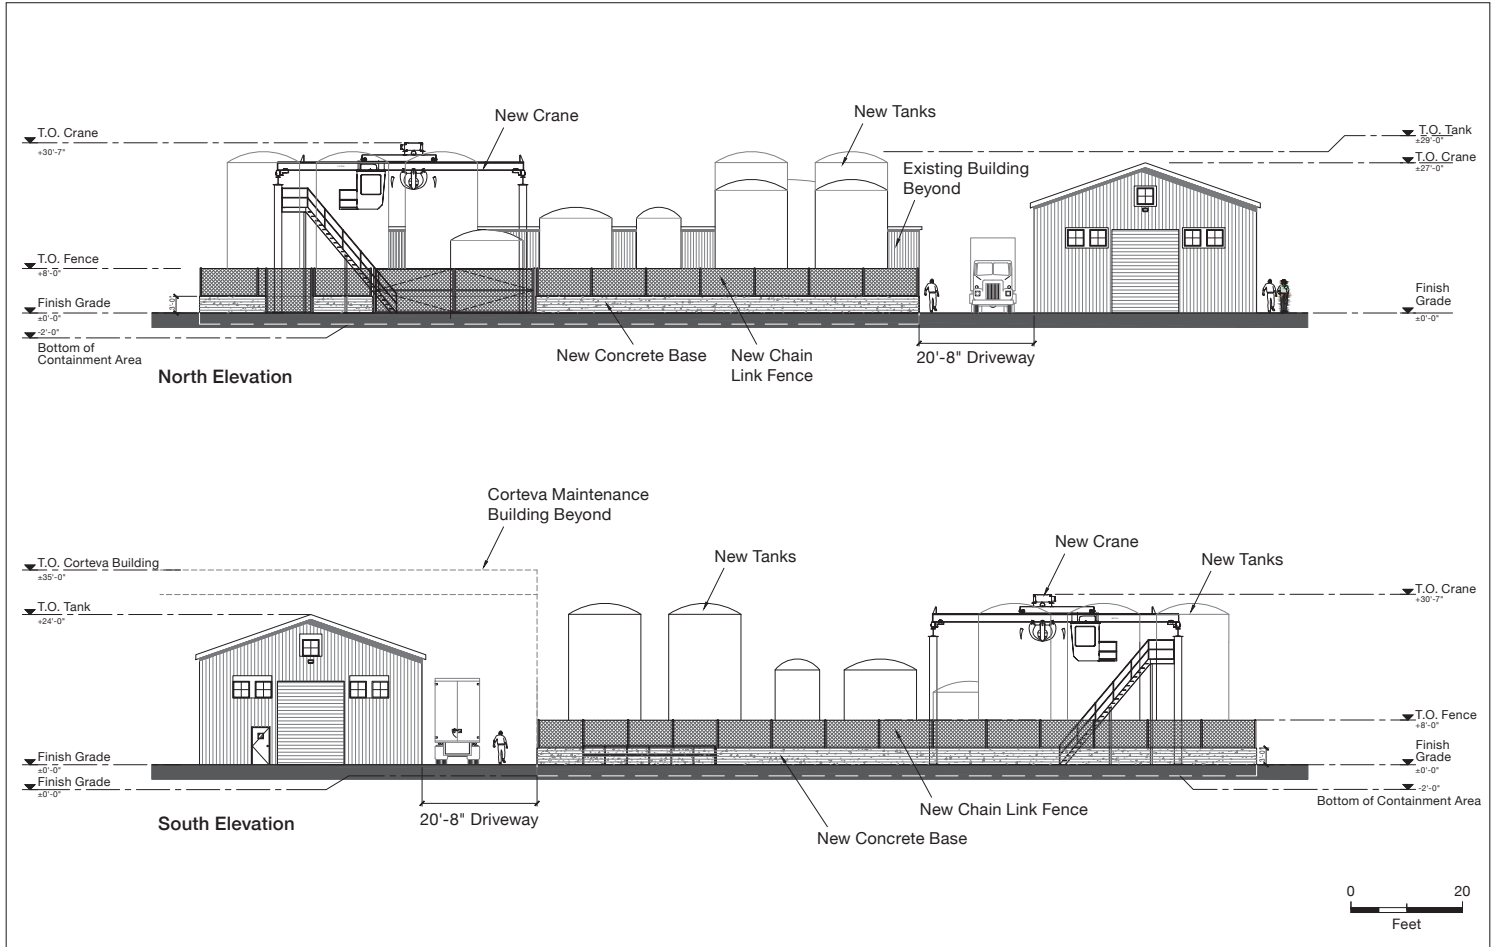 New Crane
New Tanks
T.O. Crane
+30'-7"
T.O. Tank
±29'-0"
T.O. Crane
±27'-0"
Existing Building
Beyond
T.O. Fence
+8'-0"
Finish Grade
±0'-0"
-2'-0"
Bottom of
Containment Area
3'-0"
Finish
Grade
±0'-0"
New Concrete Base
New Chain
Link Fence
20'-8" Driveway
North Elevation
Corteva Maintenance
Building Beyond
New Tanks
New Crane
New Tanks
T.O. Corteva Building
±35'-0"
T.O. Tank
+24'-0"
T.O. Crane
+30'-7"
T.O. Fence
+8'-0"
Finish
Grade
±0'-0"
3'-0"
Finish Grade
±0'-0"
Finish Grade
±0'-0"
-2'-0"
Bottom of Containment Area
20'-8" Driveway
New Chain Link Fence
New Concrete Base
South Elevation
0 20
Feet